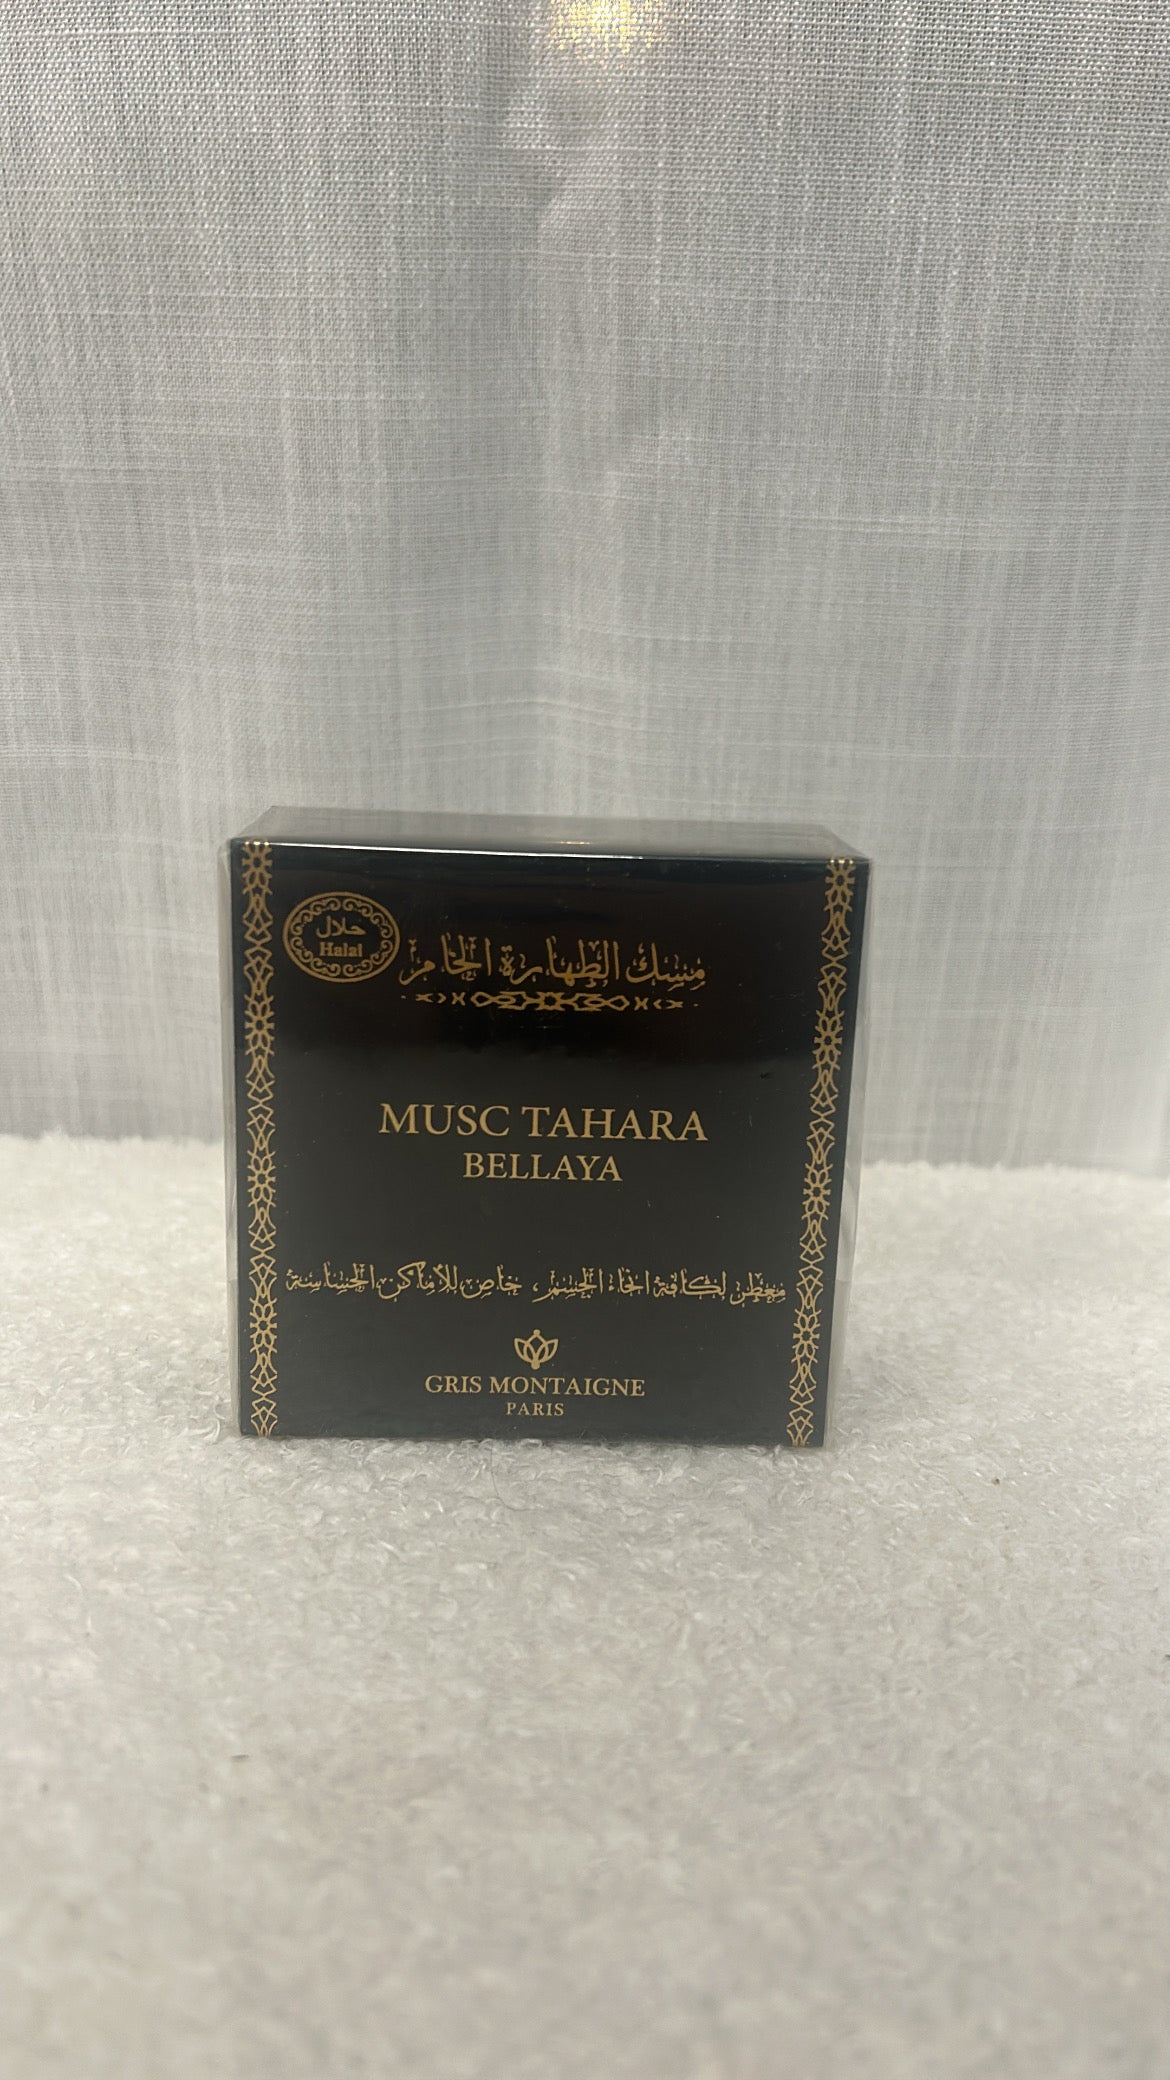 حلال
Halal
مسك الطهارة الخام
MUSC TAHARA
BELLAYA
معطر لكافة انحاء الجسم، خاص للأماكن الحساسة
GRIS MONTAIGNE
PARIS